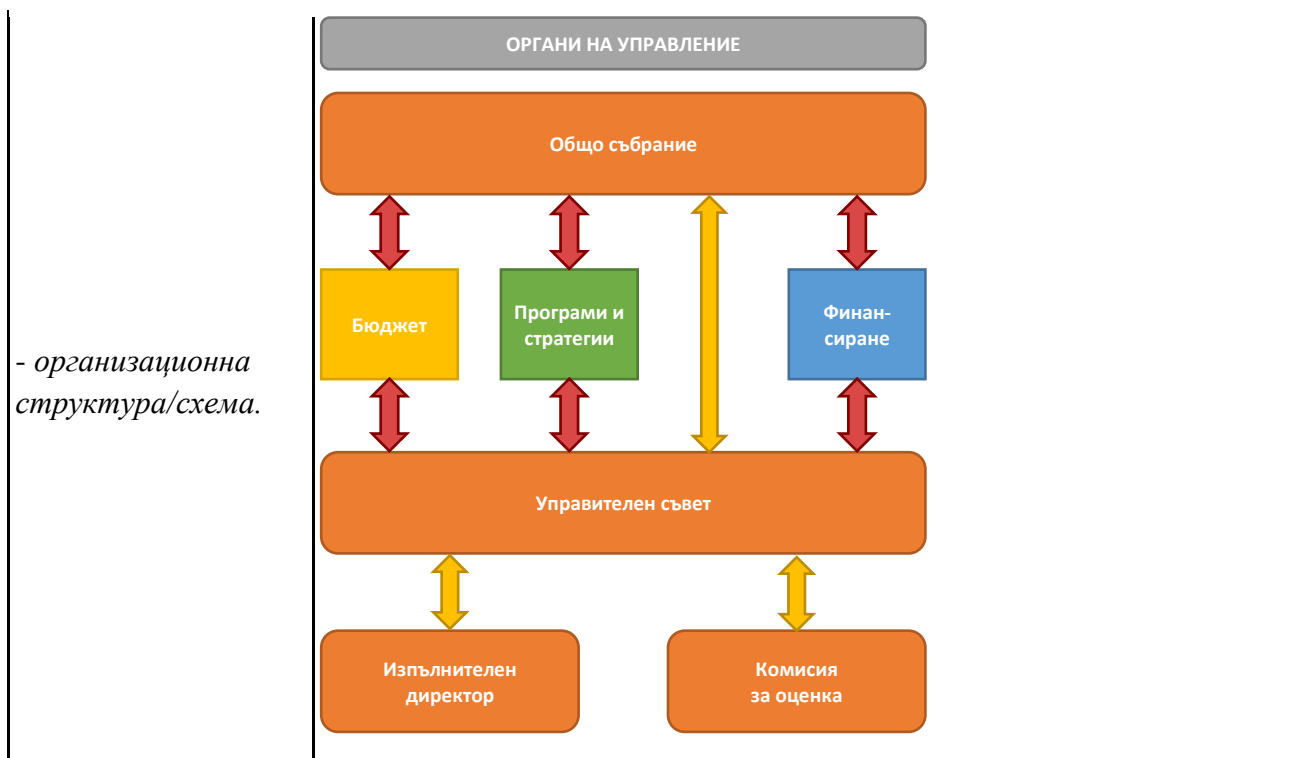 ОРГАНИ НА УПРАВЛЕНИЕ
Общо събрание
Бюджет
Програми и
стратегии
Финан-
сиране
- организационна
структура/схема.
Управителен съвет
Изпълнителен
директор
Комисия
за оценка